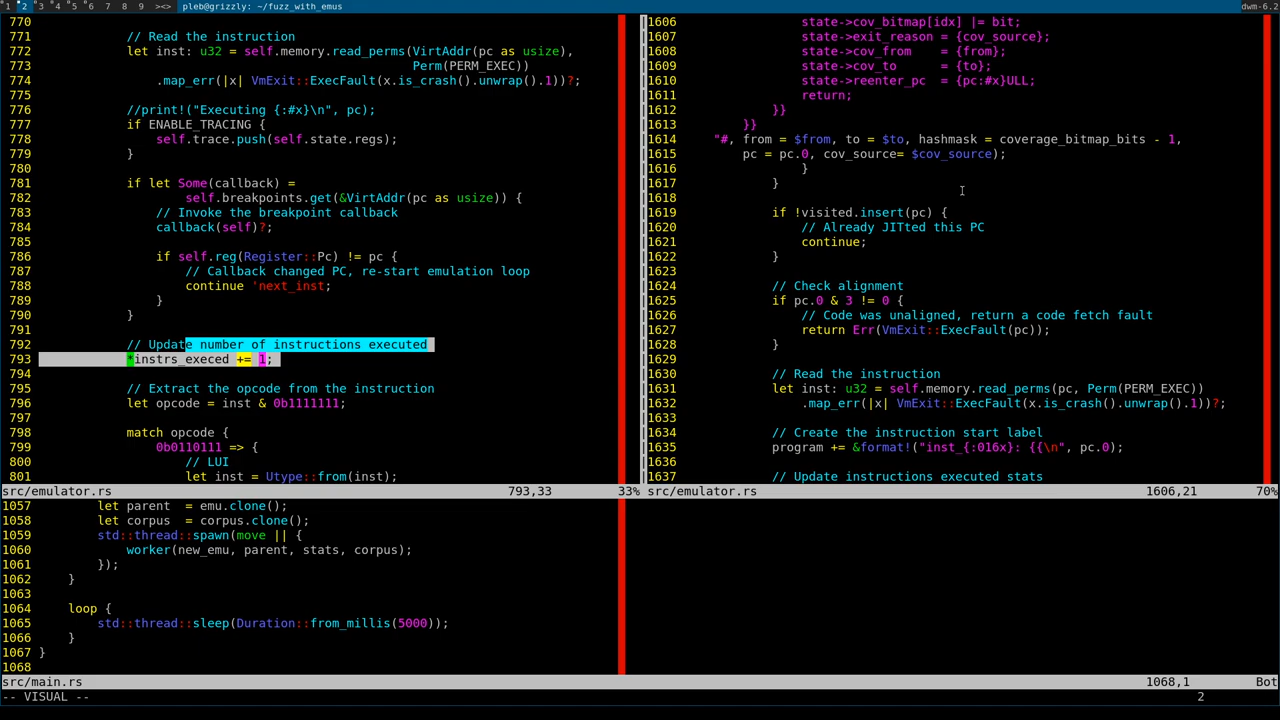 1 2 3 4 5 6 7 8 9 ><> pleb@grizzly: ~/fuzz_with_emus dwm-6.2
770
771 // Read the instruction
772 let inst: u32 = self.memory.read_perms(VirtAddr(pc as usize),
773 Perm(PERM_EXEC))
774 .map_err(|x| VmExit::ExecFault(x.is_crash().unwrap().1))?;
775
776 //print!("Executing {:#x}\n", pc);
777 if ENABLE_TRACING {
778 self.trace.push(self.state.regs);
779 }
780
781 if let Some(callback) =
782 self.breakpoints.get(&VirtAddr(pc as usize)) {
783 // Invoke the breakpoint callback
784 callback(self)?;
785
786 if self.reg(Register::Pc) != pc {
787 // Callback changed PC, re-start emulation loop
788 continue 'next_inst;
789 }
790 }
791
792 // Update number of instructions executed
793 *instrs_execed += 1;
794
795 // Extract the opcode from the instruction
796 let opcode = inst & 0b1111111;
797
798 match opcode {
799 0b0110111 => {
800 // LUI
801 let inst = Utype::from(inst);
src/emulator.rs 793,33 33%
1606 state->cov_bitmap[idx] |= bit;
1607 state->exit_reason = {cov_source};
1608 state->cov_from = {from};
1609 state->cov_to = {to};
1610 state->reenter_pc = {pc:#x}ULL;
1611 return;
1612 }}
1613 }}
1614 "#, from = $from, to = $to, hashmask = coverage_bitmap_bits - 1,
1615 pc = pc.0, cov_source= $cov_source);
1616 }
1617 }
1618
1619 if !visited.insert(pc) {
1620 // Already JITted this PC
1621 continue;
1622 }
1623
1624 // Check alignment
1625 if pc.0 & 3 != 0 {
1626 // Code was unaligned, return a code fetch fault
1627 return Err(VmExit::ExecFault(pc));
1628 }
1629
1630 // Read the instruction
1631 let inst: u32 = self.memory.read_perms(pc, Perm(PERM_EXEC))
1632 .map_err(|x| VmExit::ExecFault(x.is_crash().unwrap().1))?;
1633
1634 // Create the instruction start label
1635 program += &format!("inst_{:016x}: {{\n", pc.0);
1636
1637 // Update instructions executed stats
src/emulator.rs 1606,21 70%
1057 let parent = emu.clone();
1058 let corpus = corpus.clone();
1059 std::thread::spawn(move || {
1060 worker(new_emu, parent, stats, corpus);
1061 });
1062 }
1063
1064 loop {
1065 std::thread::sleep(Duration::from_millis(5000));
1066 }
1067 }
1068
src/main.rs 1068,1 Bot
-- VISUAL -- 2